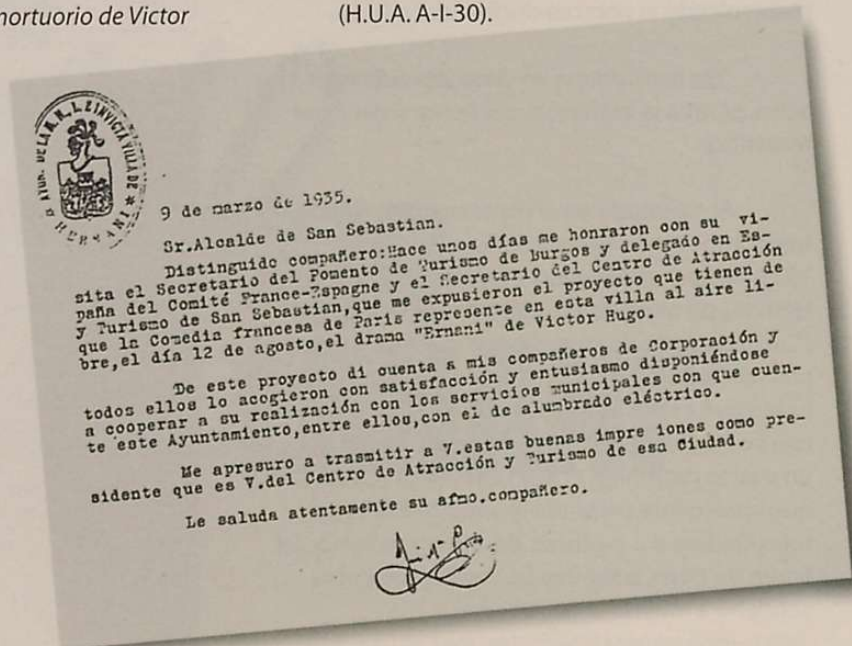 mortuorio de Victor
(H.U.A. A-I-30).
AYUN. DE LA M.N.L. E INVICTA VILLA DE * HERNANI
9 de marzo de 1935.
Sr.Alcalde de San Sebastian.
Distinguido compañero:Hace unos días me honraron con su vi-
sita el Secretario del Fomento de Turismo de Burgos y delegado en Es-
paña del Comité France-Espagne y el Secretario del Centro de Atracción
y Turismo de San Sebastian,que me expusieron el proyecto que tienen de
que la Comedia francesa de Paris represente en esta villa al aire li-
bre,el día 12 de agosto,el drama "Ernani" de Victor Hugo.
De este proyecto di cuenta a mis compañeros de Corporación y
todos ellos lo acogieron con satisfacción y entusiasmo disponiéndose
a cooperar a su realización con los servicios municipales con que cuen-
te este Ayuntamiento,entre ellos,con el de alumbrado eléctrico.
Me apresuro a trasmitir a V.estas buenas impre iones como pre-
sidente que es V.del Centro de Atracción y Turismo de esa Ciudad.
Le saluda atentamente su afmo.compañero.